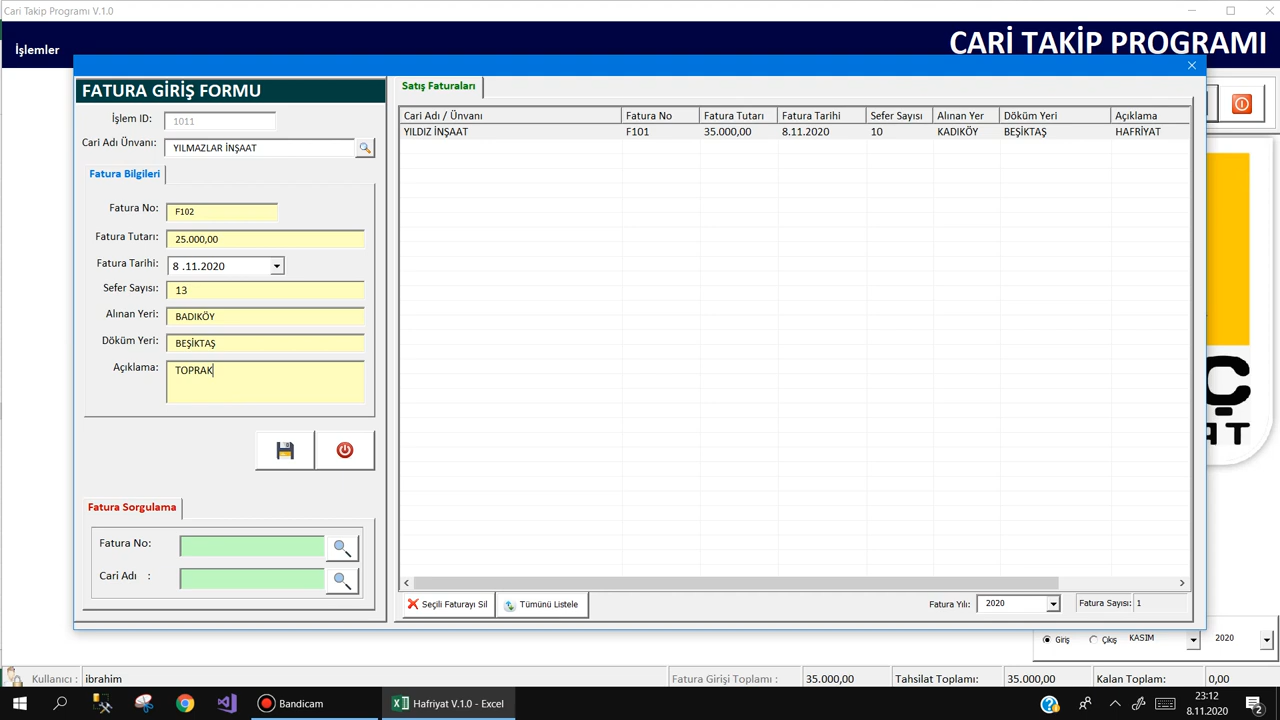 Cari Takip Programı V.1.0
İşlemler
CARİ TAKİP PROGRAMI
FATURA GİRİŞ FORMU
İşlem ID: 1011
Cari Adı Ünvanı: YILMAZLAR İNŞAAT
Fatura Bilgileri
Fatura No: F102
Fatura Tutarı: 25.000,00
Fatura Tarihi: 8 .11.2020
Sefer Sayısı: 13
Alınan Yeri: BADIKÖY
Döküm Yeri: BEŞİKTAŞ
Açıklama: TOPRAK
Fatura Sorgulama
Fatura No:
Cari Adı :
Satış Faturaları
Cari Adı / Ünvanı Fatura No Fatura Tutarı Fatura Tarihi Sefer Sayısı Alınan Yer Döküm Yeri Açıklama
YILDIZ İNŞAAT F101 35.000,00 8.11.2020 10 KADIKÖY BEŞİKTAŞ HAFRİYAT
Seçili Faturayı Sil Tümünü Listele Fatura Yılı: 2020 Fatura Sayısı: 1
Giriş Çıkış KASIM 2020
Kullanıcı : ibrahim Fatura Girişi Toplamı : 35.000,00 Tahsilat Toplamı: 35.000,00 Kalan Toplam: 0,00
Bandicam Hafriyat V.1.0 - Excel
23:12
8.11.2020
2